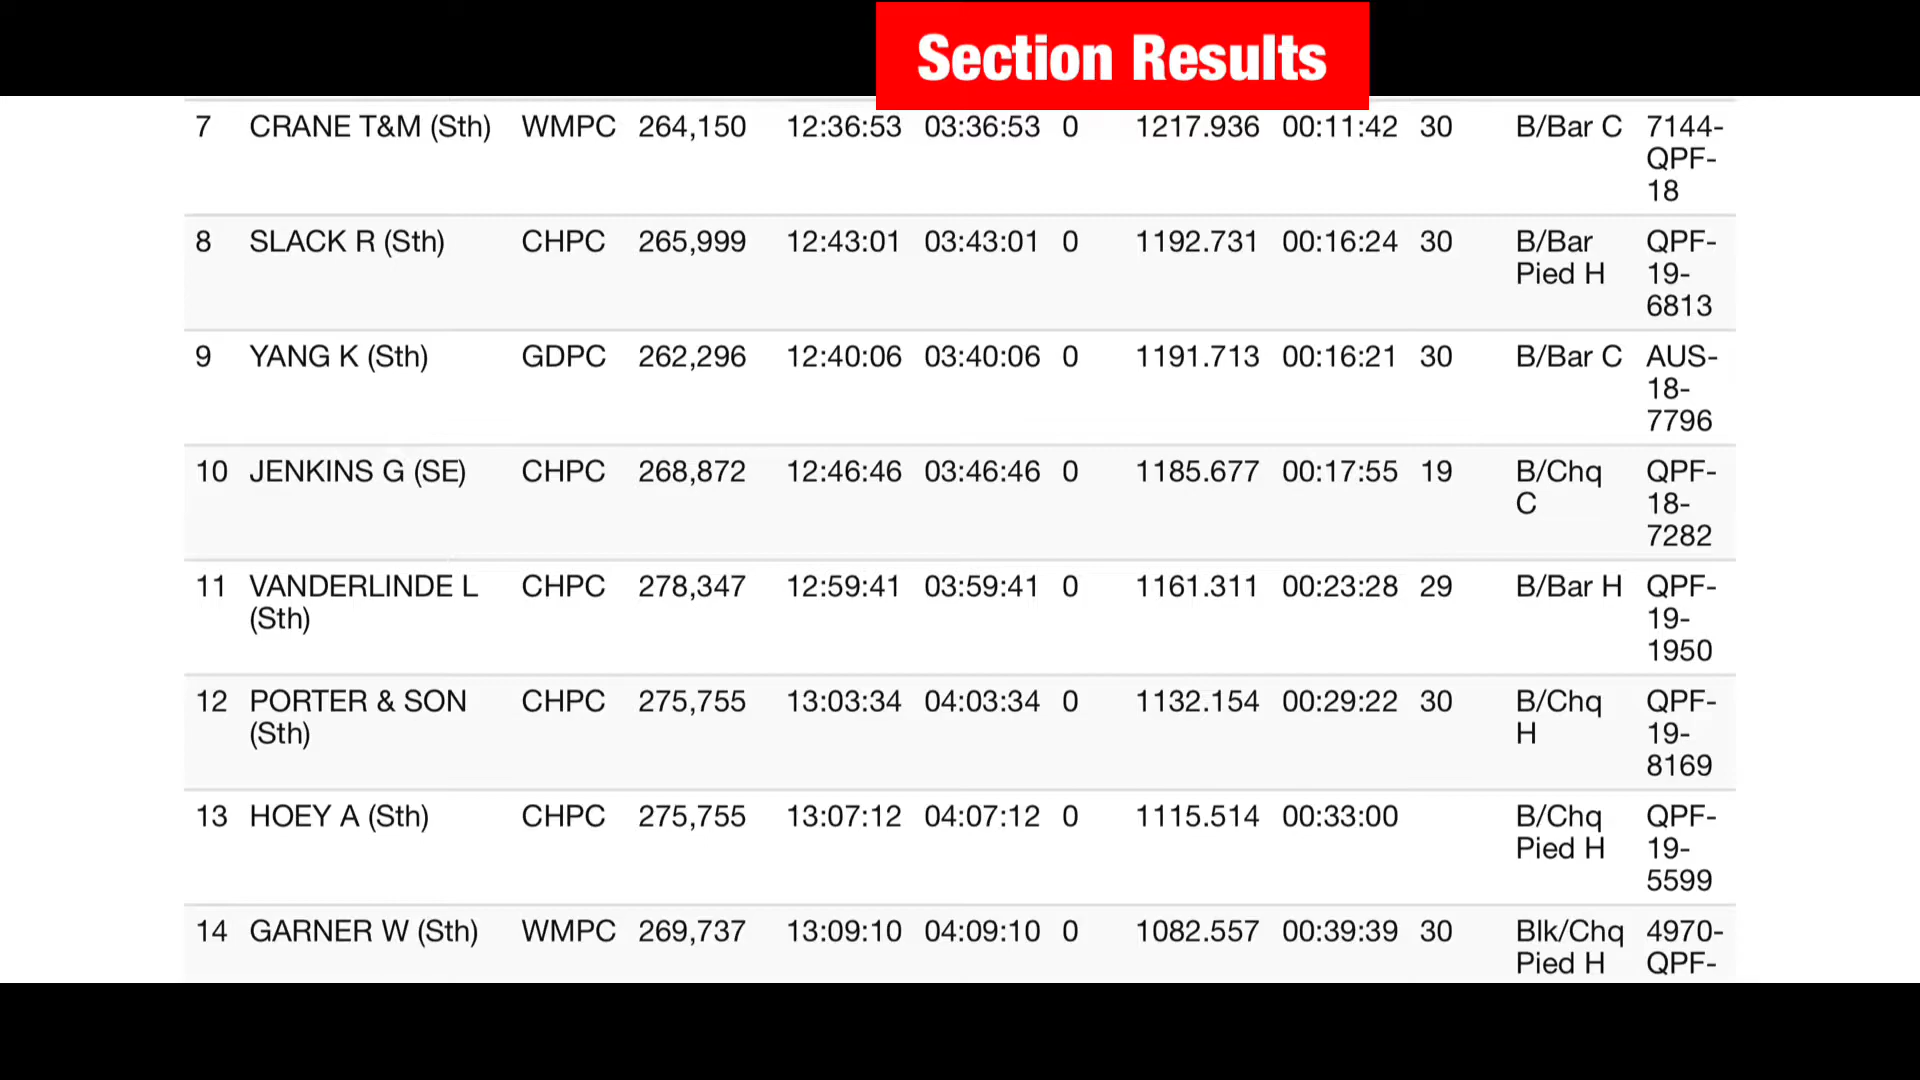 Section Results
7 CRANE T&M (Sth) WMPC 264,150 12:36:53 03:36:53 0 1217.936 00:11:42 30 B/Bar C 7144-
QPF-
18
8 SLACK R (Sth) CHPC 265,999 12:43:01 03:43:01 0 1192.731 00:16:24 30 B/Bar QPF-
Pied H 19-
6813
9 YANG K (Sth) GDPC 262,296 12:40:06 03:40:06 0 1191.713 00:16:21 30 B/Bar C AUS-
18-
7796
10 JENKINS G (SE) CHPC 268,872 12:46:46 03:46:46 0 1185.677 00:17:55 19 B/Chq QPF-
C 18-
7282
11 VANDERLINDE L CHPC 278,347 12:59:41 03:59:41 0 1161.311 00:23:28 29 B/Bar H QPF-
(Sth) 19-
1950
12 PORTER & SON CHPC 275,755 13:03:34 04:03:34 0 1132.154 00:29:22 30 B/Chq QPF-
(Sth) H 19-
8169
13 HOEY A (Sth) CHPC 275,755 13:07:12 04:07:12 0 1115.514 00:33:00 B/Chq QPF-
Pied H 19-
5599
14 GARNER W (Sth) WMPC 269,737 13:09:10 04:09:10 0 1082.557 00:39:39 30 Blk/Chq 4970-
Pied H QPF-